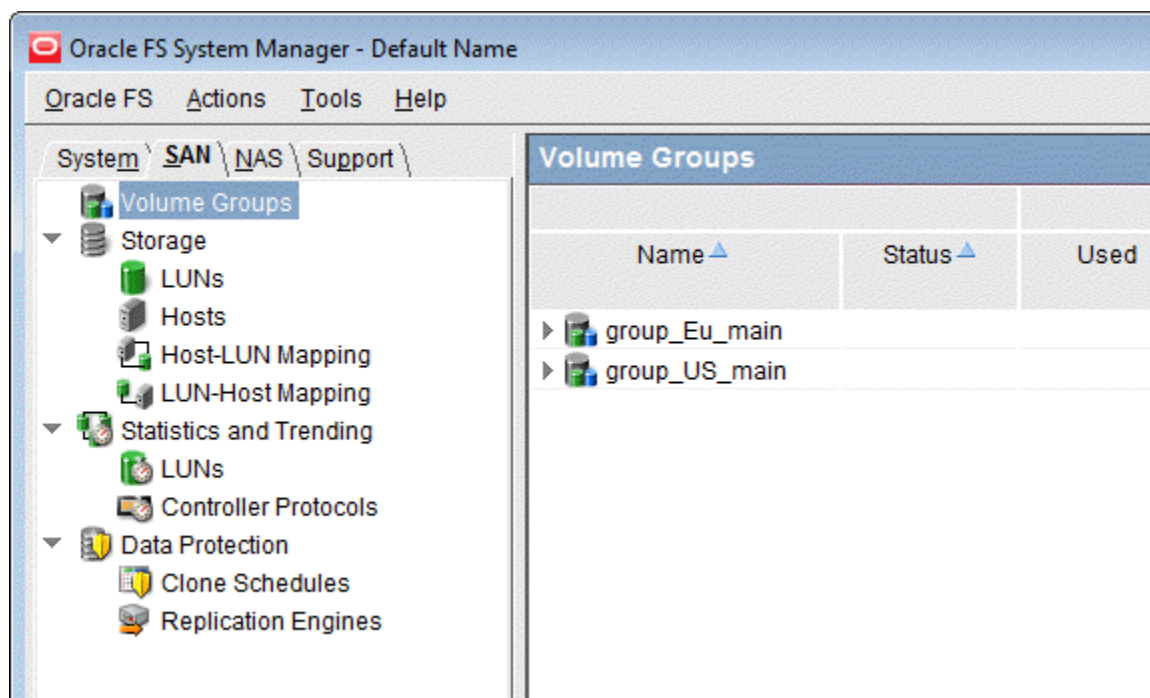 Oracle FS System Manager - Default Name
Oracle FS Actions Tools Help
System SAN NAS Support
Volume Groups
Storage
LUNs
Hosts
Host-LUN Mapping
LUN-Host Mapping
Statistics and Trending
LUNs
Controller Protocols
Data Protection
Clone Schedules
Replication Engines
Volume Groups
Name Status Used
group_Eu_main
group_US_main